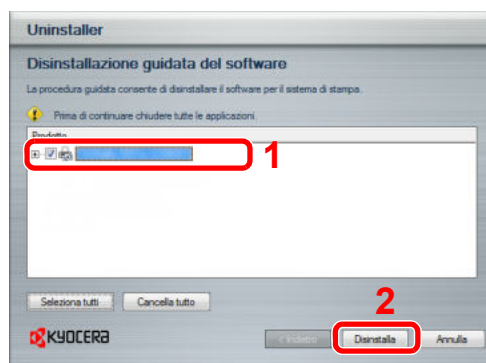 Uninstaller
Disinstallazione guidata del software
La procedura guidata consente di disinstallare il software per il sistema di stampa.
Prima di continuare chiudere tutte le applicazioni.
Prodotto
1
Seleziona tutti
Cancella tutto
2
KYOCERA
< Indietro
Disinstalla
Annulla